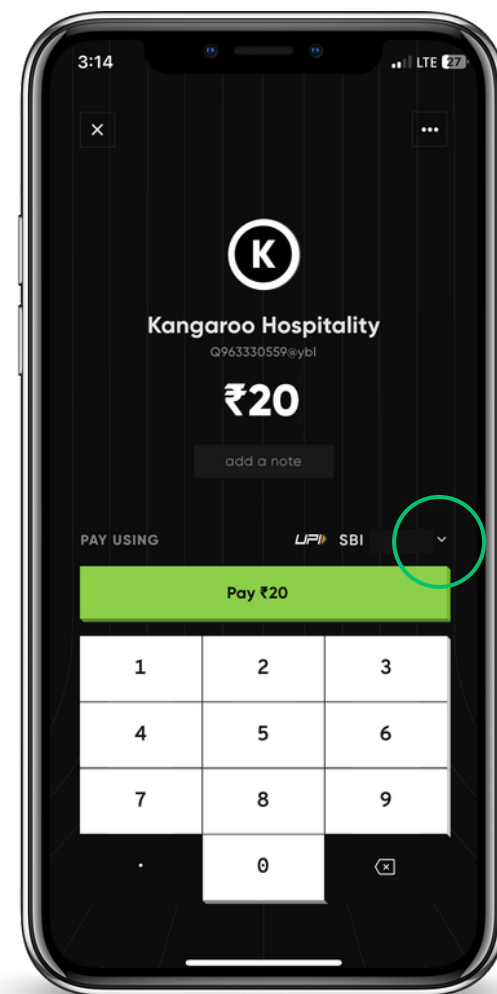 3:14 LTE 27
K
Kangaroo Hospitality
Q963330559@ybl
₹20
add a note
PAY USING UPI SBI
Pay ₹20
1 2 3
4 5 6
7 8 9
. 0